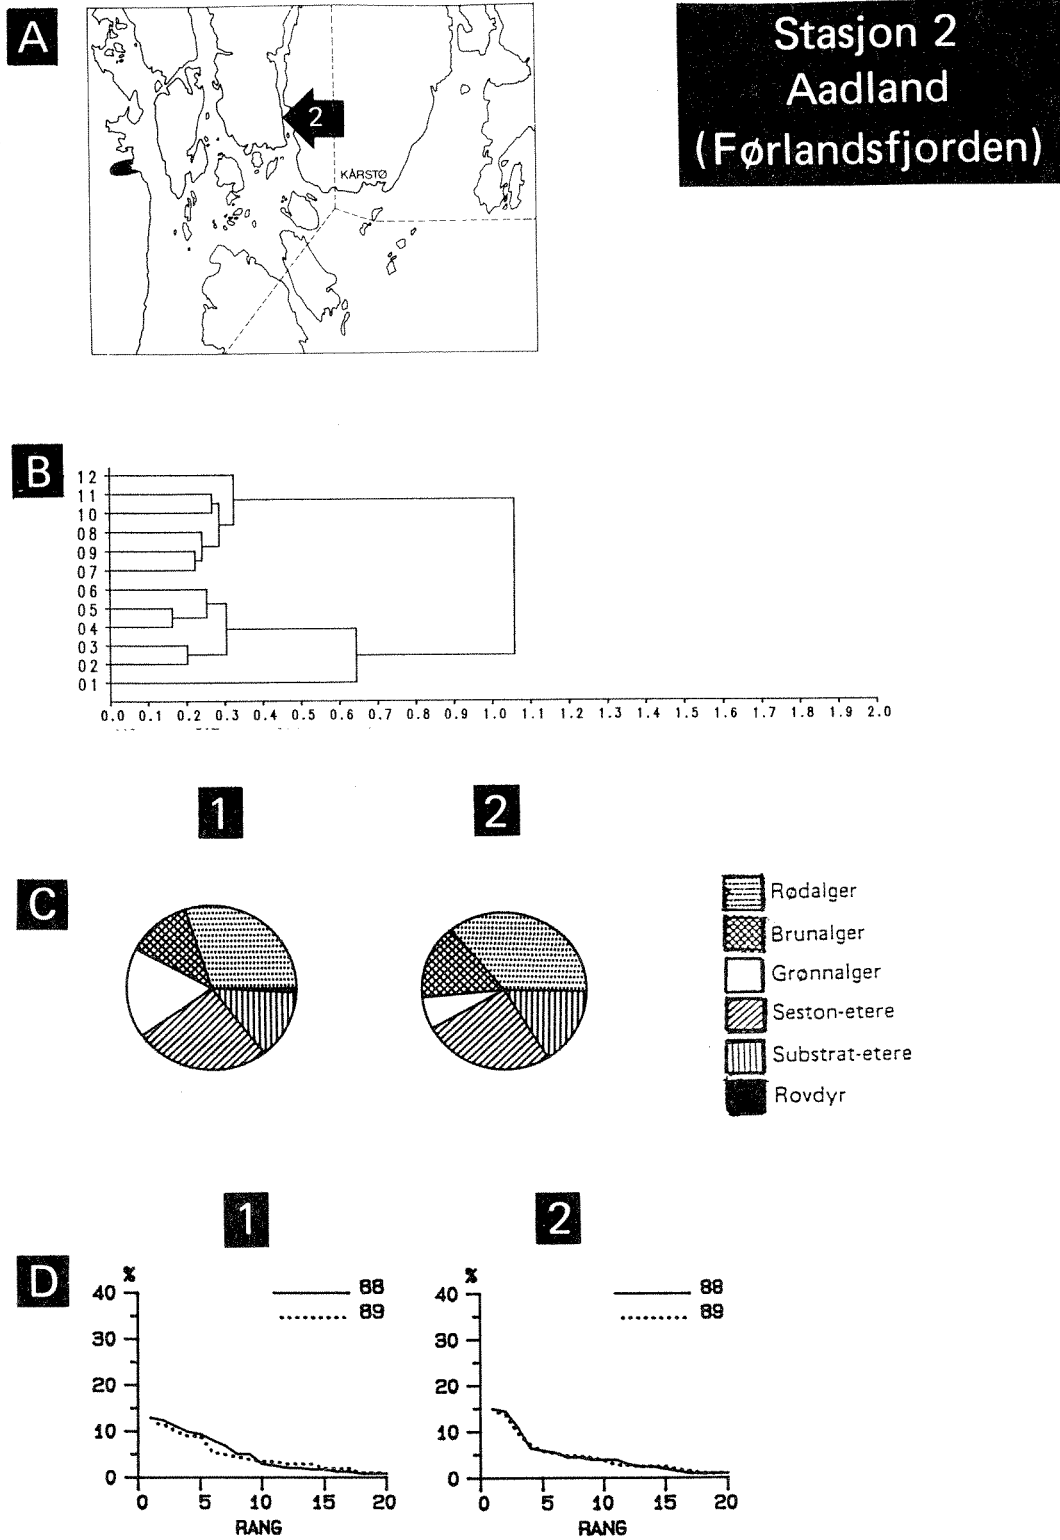 A
Stasjon 2
Aadland
(Førlandsfjorden)
2
KÅRSTØ
B
12
11
10
08
09
07
06
05
04
03
02
01
0.0 0.1 0.2 0.3 0.4 0.5 0.6 0.7 0.8 0.9 1.0 1.1 1.2 1.3 1.4 1.5 1.6 1.7 1.8 1.9 2.0
1 2
C
Rødalger
Brunalger
Grønnalger
Seston-etere
Substrat-etere
Rovdyr
1 2
D
%
88
89
40
30
20
10
0
0 5 10 15 20
RANG
%
88
89
40
30
20
10
0
0 5 10 15 20
RANG